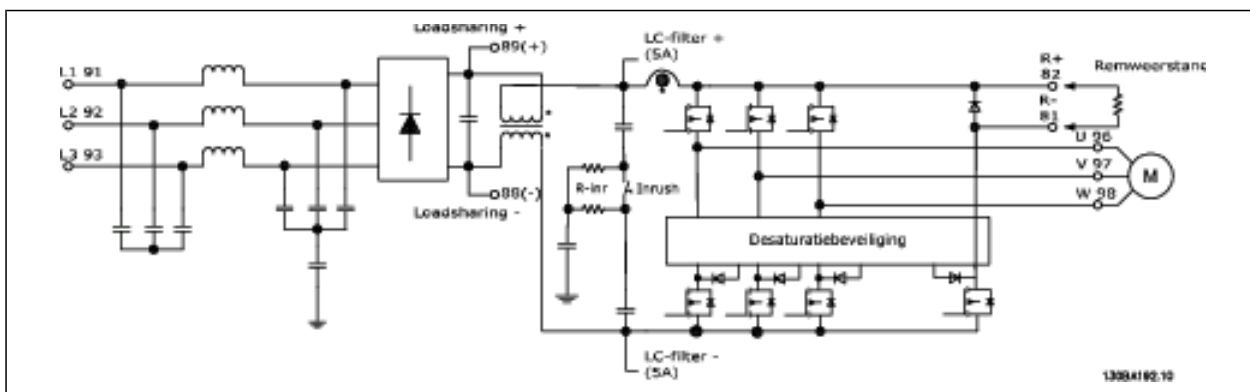 Loadsharing +
89(+)
LC-filter +
(5A)
L1 91
L2 92
L3 93
R+
82
Remweerstand
R-
81
U 96
V 97
W 98
M
R-inr
Inrush
88(-)
Loadsharing -
Desaturatiebeveiliging
LC-filter -
(5A)
130BA192.10